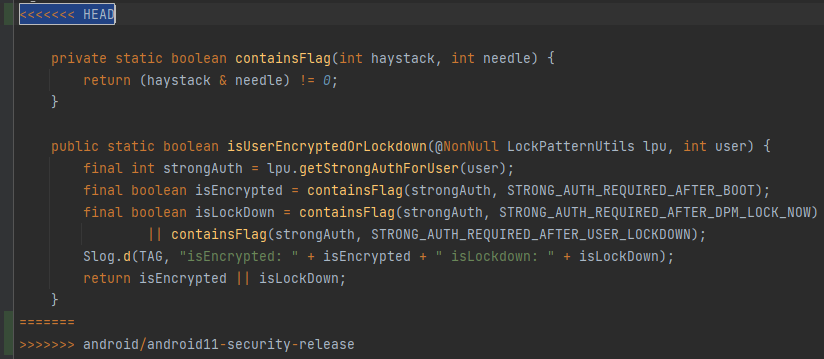 <<<<<<< HEAD
private static boolean containsFlag(int haystack, int needle) {
return (haystack & needle) != 0;
}
public static boolean isUserEncryptedOrLockdown(@NonNull LockPatternUtils lpu, int user) {
final int strongAuth = lpu.getStrongAuthForUser(user);
final boolean isEncrypted = containsFlag(strongAuth, STRONG_AUTH_REQUIRED_AFTER_BOOT);
final boolean isLockDown = containsFlag(strongAuth, STRONG_AUTH_REQUIRED_AFTER_DPM_LOCK_NOW)
|| containsFlag(strongAuth, STRONG_AUTH_REQUIRED_AFTER_USER_LOCKDOWN);
Slog.d(TAG, "isEncrypted: " + isEncrypted + " isLockdown: " + isLockDown);
return isEncrypted || isLockDown;
}
=======
>>>>>>> android/android11-security-release